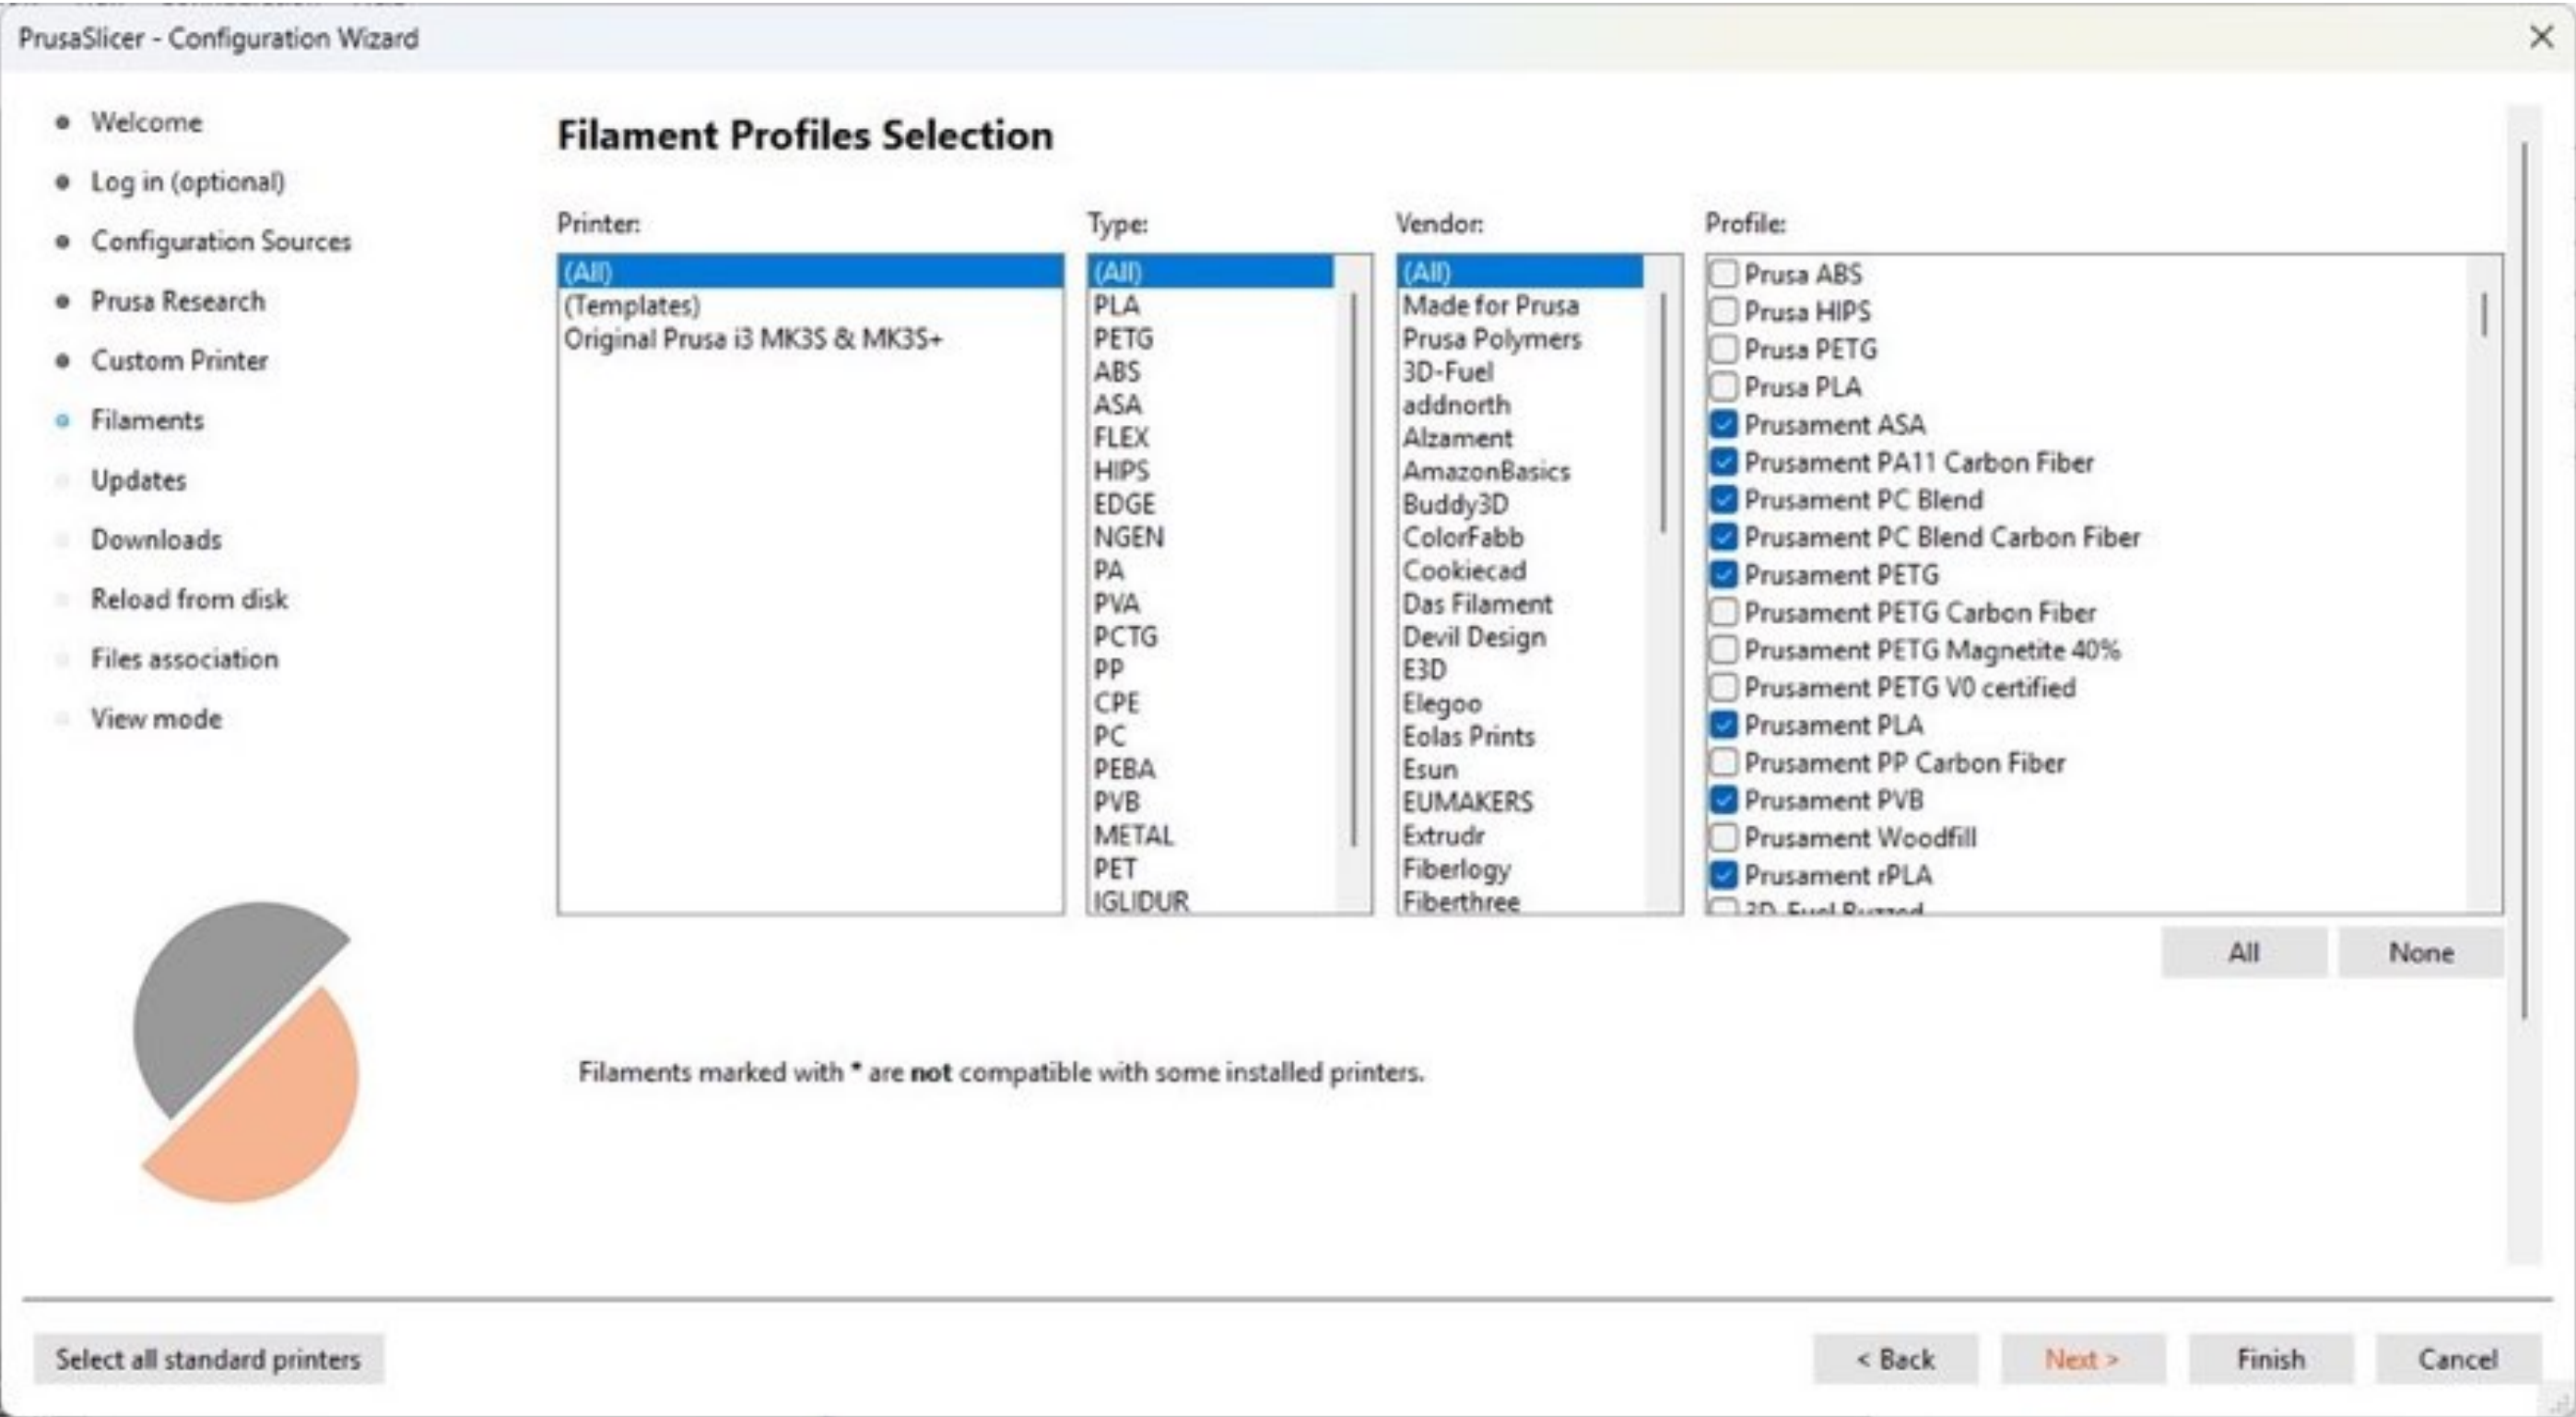 PrusaSlicer - Configuration Wizard
Welcome
Log in (optional)
Configuration Sources
Prusa Research
Custom Printer
Filaments
Updates
Downloads
Reload from disk
Files association
View mode
Filament Profiles Selection
Printer:
(All)
(Templates)
Original Prusa i3 MK3S & MK3S+
Type:
(All)
PLA
PETG
ABS
ASA
FLEX
HIPS
EDGE
NGEN
PA
PVA
PCTG
PP
CPE
PC
PEBA
PVB
METAL
PET
IGLIDUR
Vendor:
(All)
Made for Prusa
Prusa Polymers
3D-Fuel
addnorth
Alzament
AmazonBasics
Buddy3D
ColorFabb
Cookiecad
Das Filament
Devil Design
E3D
Elegoo
Eolas Prints
Esun
EUMAKERS
Extrudr
Fiberlogy
Fiberthree
Profile:
Prusa ABS
Prusa HIPS
Prusa PETG
Prusa PLA
Prusament ASA
Prusament PA11 Carbon Fiber
Prusament PC Blend
Prusament PC Blend Carbon Fiber
Prusament PETG
Prusament PETG Carbon Fiber
Prusament PETG Magnetite 40%
Prusament PETG V0 certified
Prusament PLA
Prusament PP Carbon Fiber
Prusament PVB
Prusament Woodfill
Prusament rPLA
3D-Fuel Buzzed
All
None
Filaments marked with * are not compatible with some installed printers.
Select all standard printers
< Back
Next >
Finish
Cancel